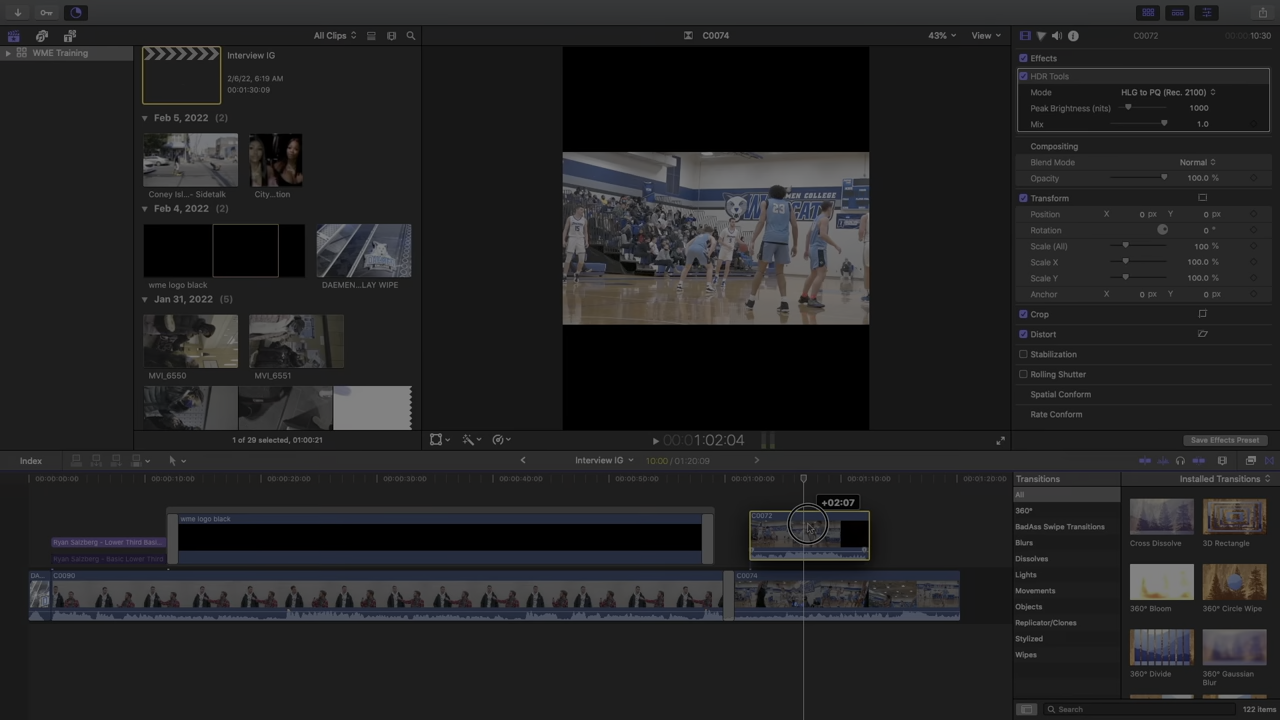 All Clips
C0074
43%
View
C0072
00:00:10:30
WME Training
Interview IG
2/6/22, 6:19 AM
00:01:30:09
Feb 5, 2022 (2)
Coney Isl...- Sidetalk
City...tion
Feb 4, 2022 (2)
wme logo black
DAEMEN...LAY WIPE
Jan 31, 2022 (5)
MVI_6550
MVI_6551
1 of 29 selected, 01:00:21
23
MEN COLLEGE
WILDCATS
00:00:1:02:04
Effects
HDR Tools
Mode HLG to PQ (Rec. 2100)
Peak Brightness (nits) 1000
Mix 1.0
Compositing
Blend Mode Normal
Opacity 100.0 %
Transform
Position X 0 px Y 0 px
Rotation 0 °
Scale (All) 100 %
Scale X 100.0 %
Scale Y 100.0 %
Anchor X 0 px Y 0 px
Crop
Distort
Stabilization
Rolling Shutter
Spatial Conform
Rate Conform
Save Effects Preset
Index
Interview IG
10:00 / 01:20:09
00:00:00:00
00:00:10:00
00:00:20:00
00:00:30:00
00:00:40:00
00:00:50:00
00:01:00:00
00:01:10:00
00:01:20:00
+02:07
wme logo black
C0072
Ryan Salzberg - Lower Third Basi...
Ryan Salzberg - Basic Lower Third
DA...
C0090
C0074
Transitions
Installed Transitions
All
360°
BadAss Swipe Transitions
Blurs
Dissolves
Lights
Movements
Objects
Replicator/Clones
Stylized
Wipes
Cross Dissolve
3D Rectangle
360° Bloom
360° Circle Wipe
360° Divide
360° Gaussian Blur
Search
122 items